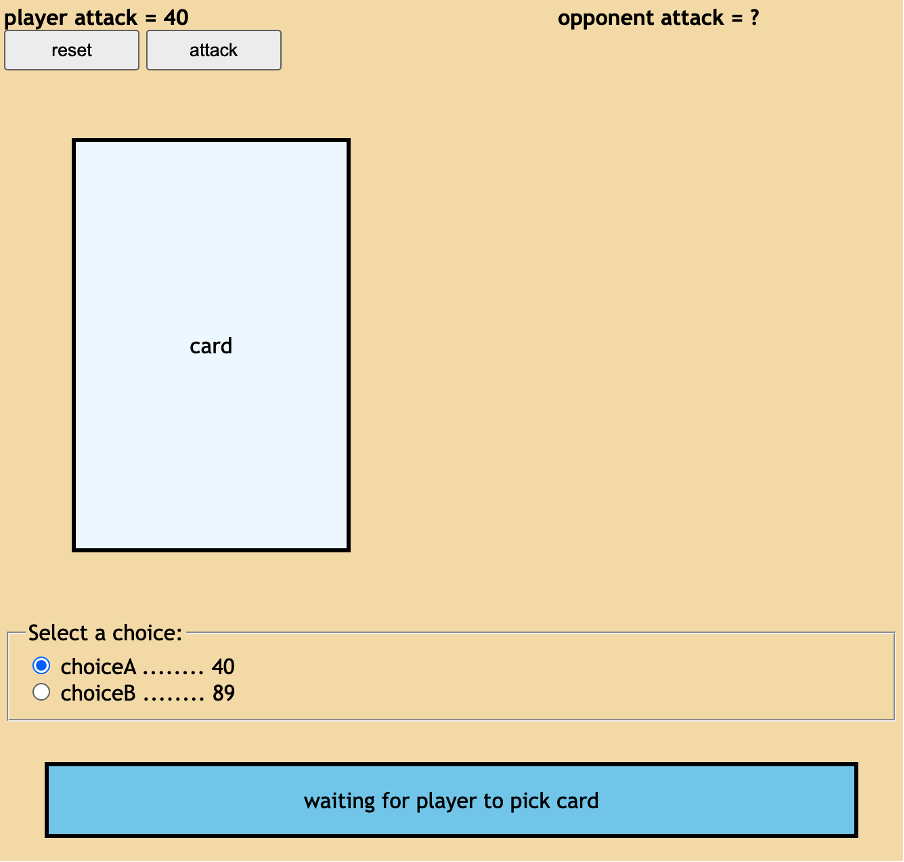 player attack = 40
opponent attack = ?
reset
attack
card
Select a choice:
choiceA ........ 40
choiceB ........ 89
waiting for player to pick card